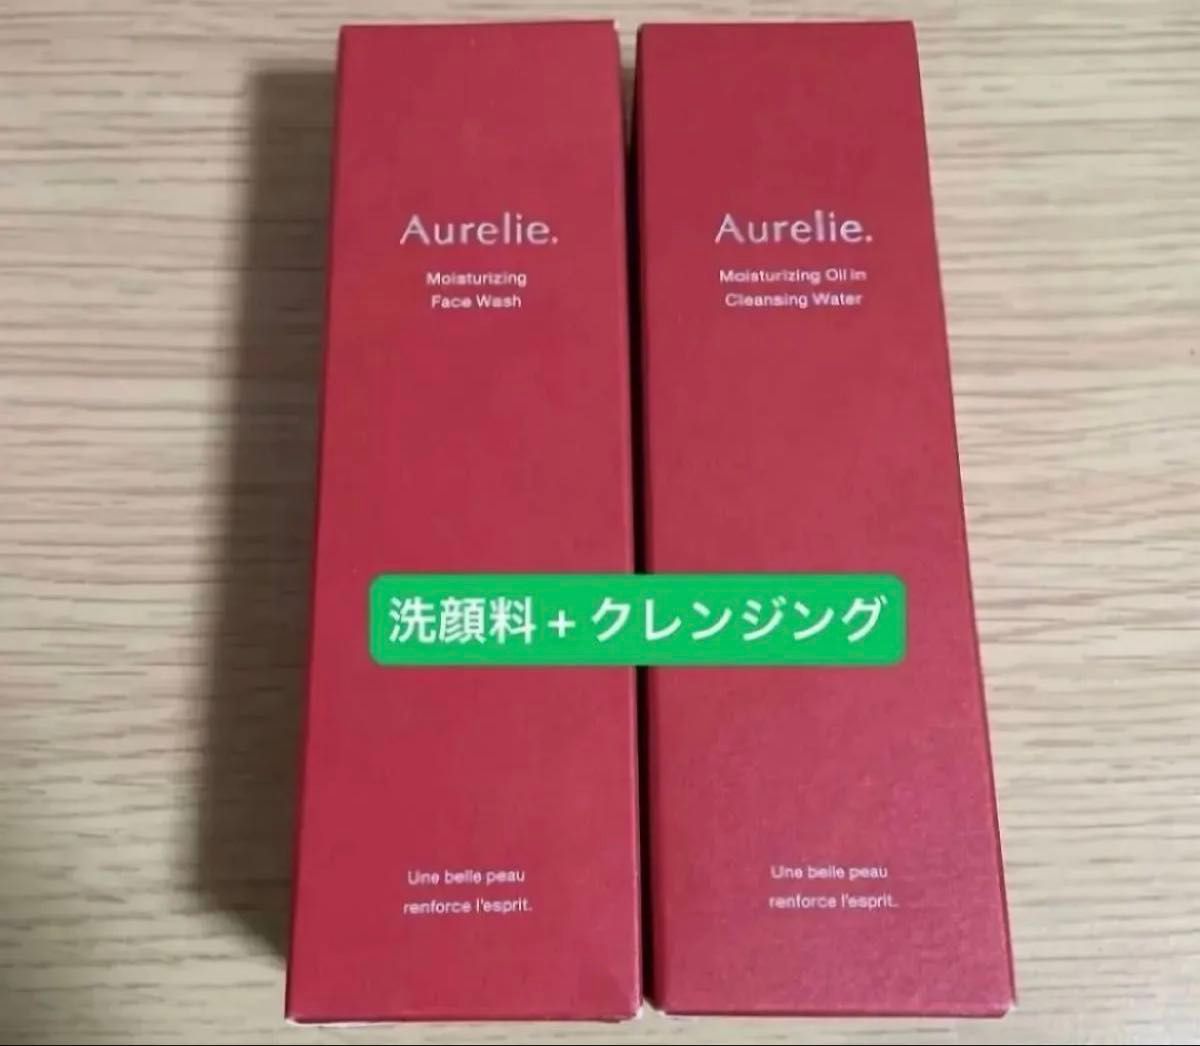 Aurelie.
Moisturizing
Face Wash
Aurelie.
Moisturizing Oil in
Cleansing Water
洗顔料+クレンジング
Une belle peau
renforce l'esprit.
Une belle peau
renforce l'esprit.